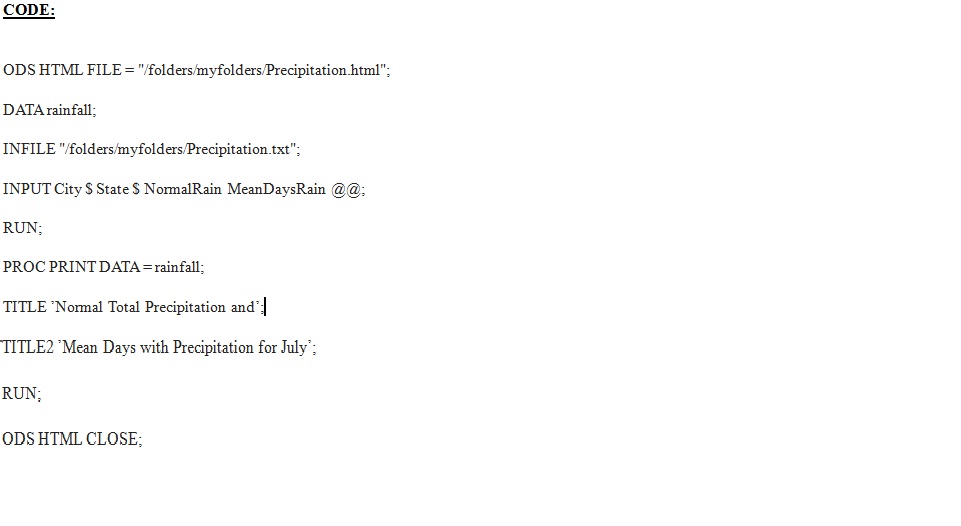 CODE:
ODS HTML FILE = "/folders/myfolders/Precipitation.html";
DATA rainfall;
INFILE "/folders/myfolders/Precipitation.txt";
INPUT City $ State $ NormalRain MeanDaysRain @@;
RUN;
PROC PRINT DATA = rainfall;
TITLE 'Normal Total Precipitation and';
TITLE2 'Mean Days with Precipitation for July';
RUN;
ODS HTML CLOSE;